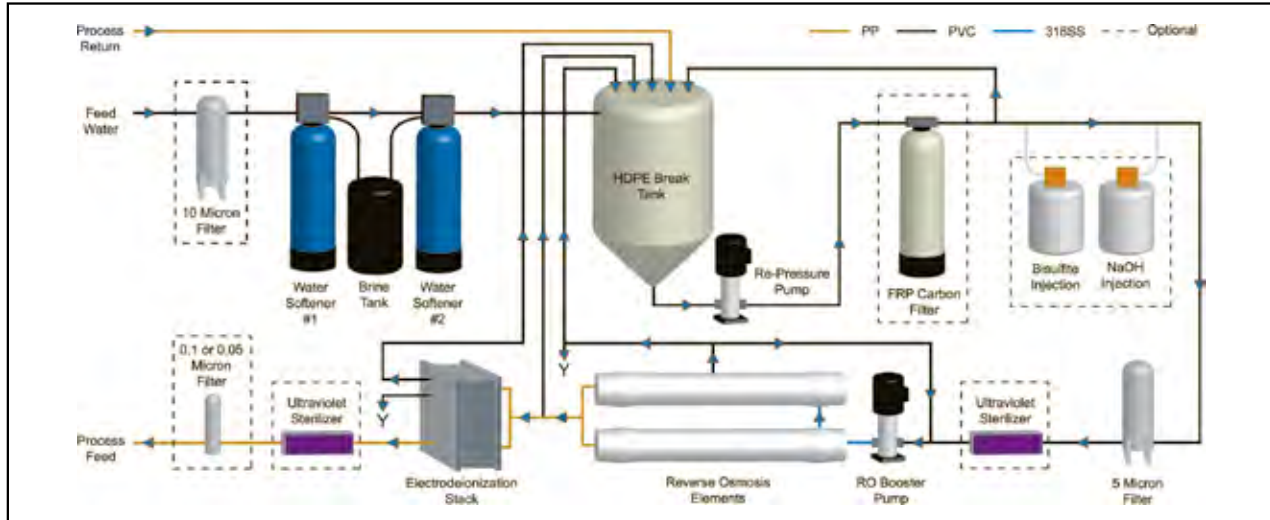 Process
Return
PP
PVC
316SS
Optional
Feed
Water
10 Micron
Filter
Water
Softener
#1
Brine
Tank
Water
Softener
#2
HDPE Break
Tank
Re-Pressure
Pump
FRP Carbon
Filter
Bisulfite
Injection
NaOH
Injection
0.1 or 0.05
Micron
Filter
Ultraviolet
Sterilizer
Y
Y
Ultraviolet
Sterilizer
Process
Feed
Electrodeionization
Stack
Reverse Osmosis
Elements
RO Booster
Pump
5 Micron
Filter